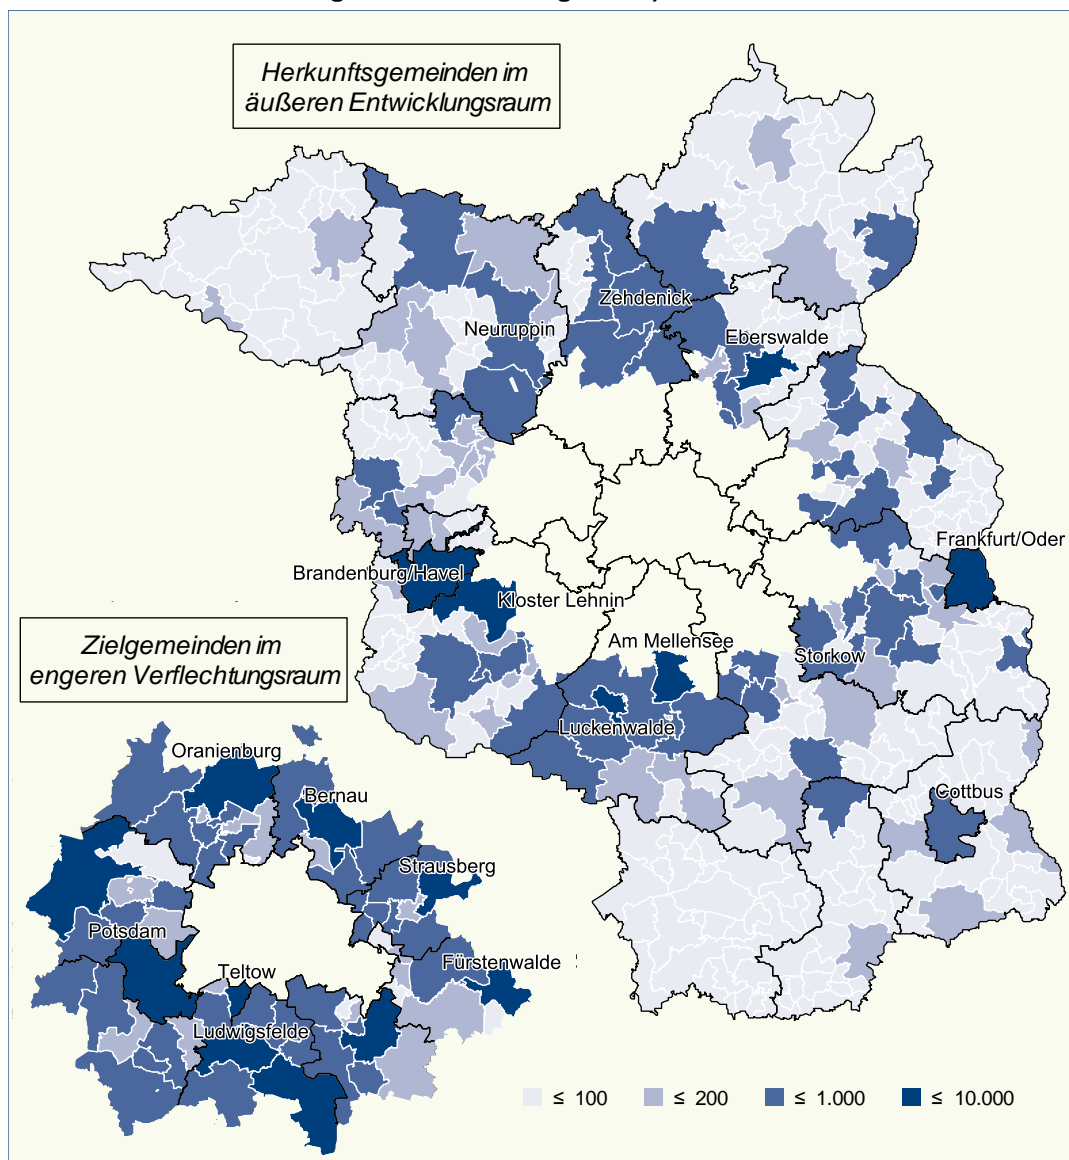 Herkunftsgemeinden im
äußeren Entwicklungsraum
Zehdenick
Neuruppin
Eberswalde
Frankfurt/Oder
Brandenburg/Havel
Kloster Lehnin
Am Mellensee
Storkow
Luckenwalde
Cottbus
Zielgemeinden im
engeren Verflechtungsraum
Oranienburg
Bernau
Strausberg
Potsdam
Fürstenwalde
Teltow
Ludwigsfelde
≤ 100 ≤ 200 ≤ 1.000 ≤ 10.000